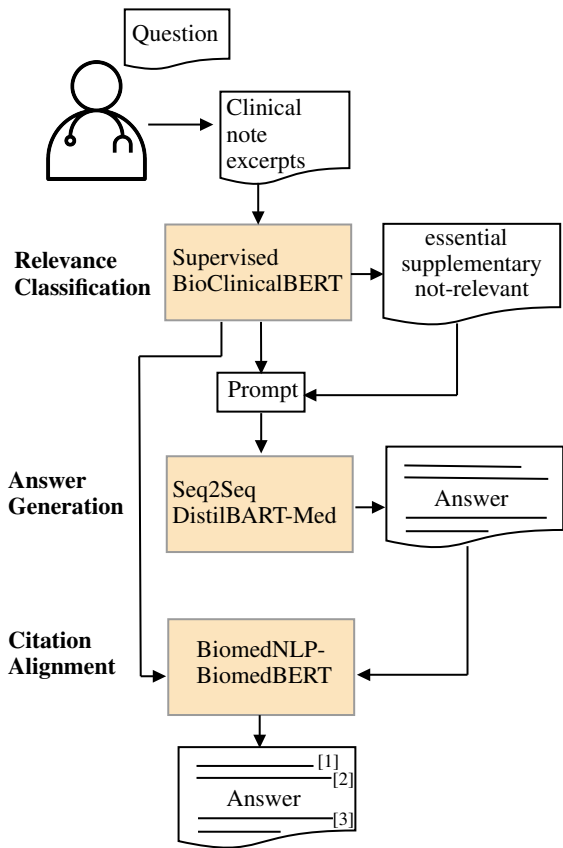 Question
Clinical
note
excerpts
Relevance
Classification
Supervised
BioClinicalBERT
essential
supplementary
not-relevant
Prompt
Answer
Generation
Seq2Seq
DistilBART-Med
Answer
Citation
Alignment
BiomedNLP-
BiomedBERT
[1]
[2]
Answer
[3]